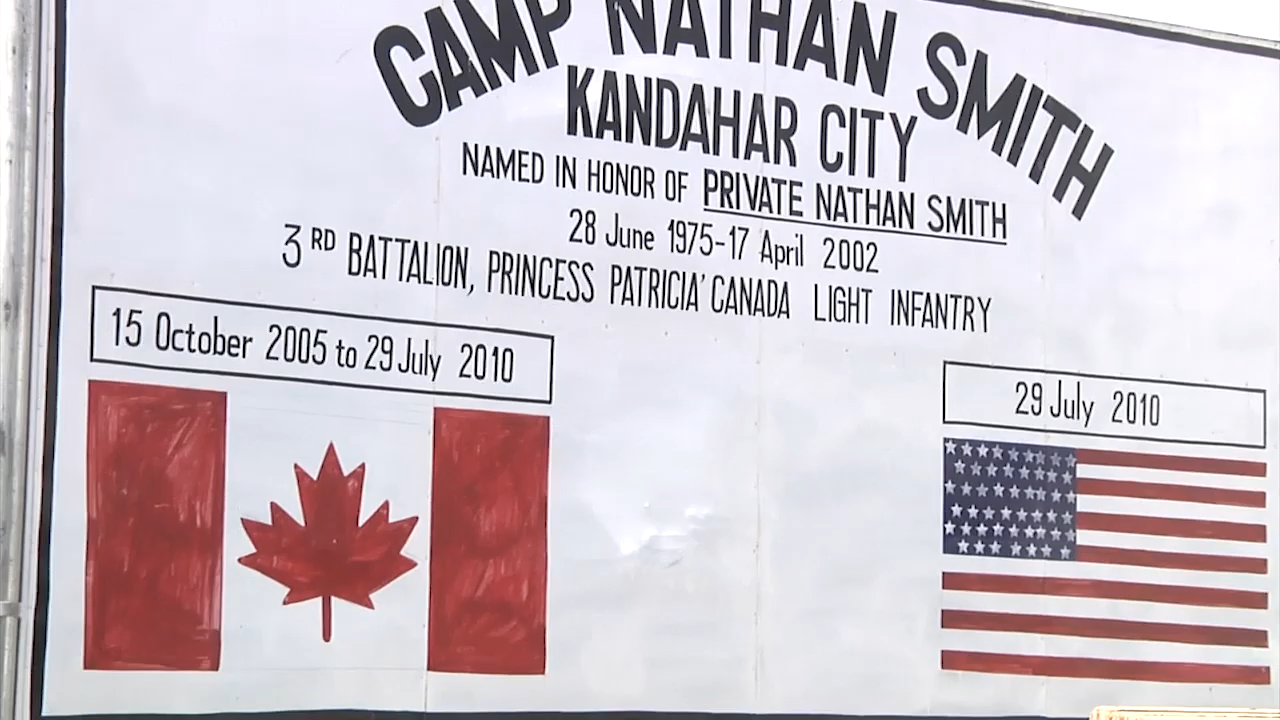 CAMP NATHAN SMITH
KANDAHAR CITY
NAMED IN HONOR OF PRIVATE NATHAN SMITH
28 June 1975-17 April 2002
3RD BATTALION, PRINCESS PATRICIA' CANADA LIGHT INFANTRY
15 October 2005 to 29 July 2010
29 July 2010